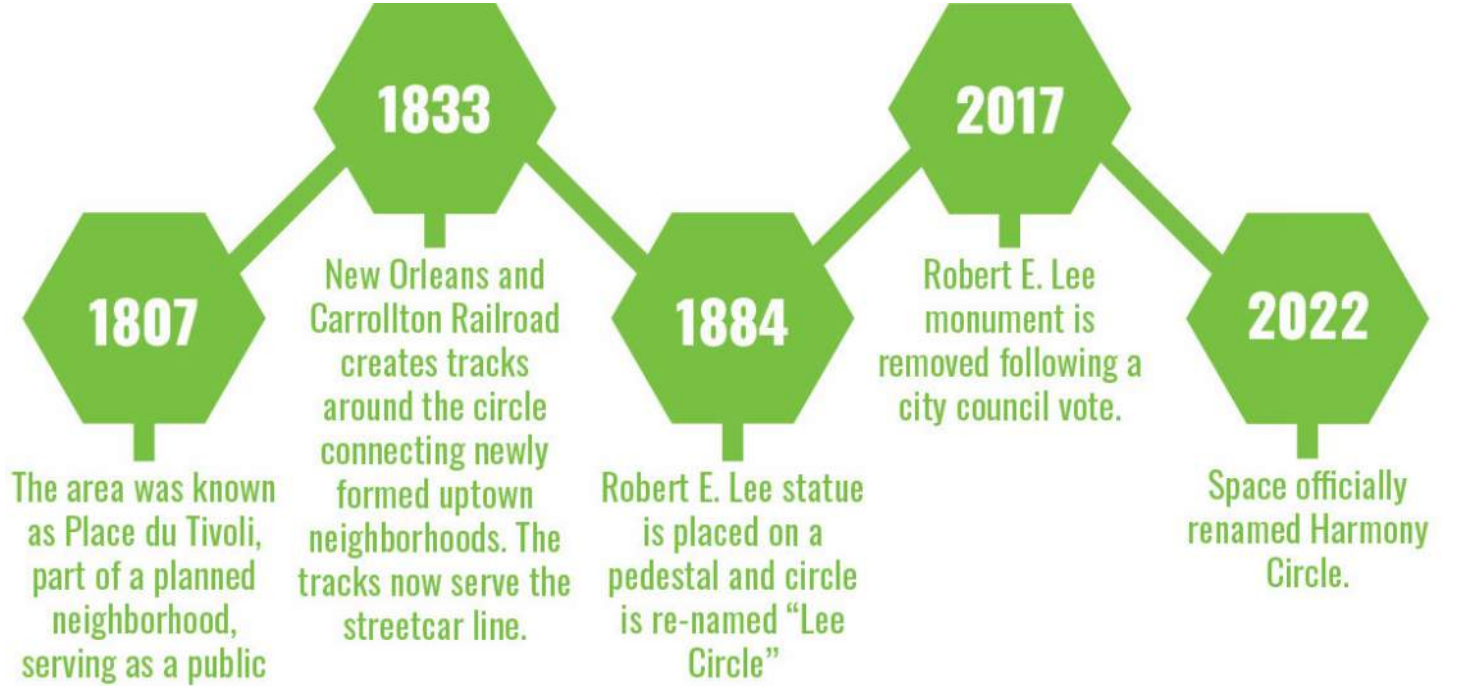 1807
The area was known
as Place du Tivoli,
part of a planned
neighborhood,
serving as a public
1833
New Orleans and
Carrollton Railroad
creates tracks
around the circle
connecting newly
formed uptown
neighborhoods. The
tracks now serve the
streetcar line.
1884
Robert E. Lee statue
is placed on a
pedestal and circle
is re-named “Lee
Circle”
2017
Robert E. Lee
monument is
removed following a
city council vote.
2022
Space officially
renamed Harmony
Circle.